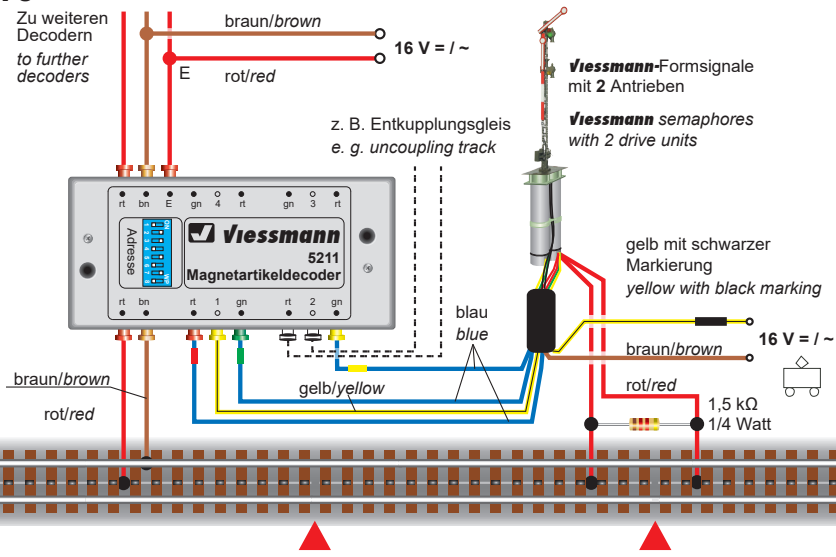 Zu weiteren
Decodern
to further
decoders
braun/brown
16 V = / ~
E
rot/red
z. B. Entkupplungsgleis
e. g. uncoupling track
Viessmann-Formsignale
mit 2 Antrieben
Viessmann semaphores
with 2 drive units
rt bn E gn 4 rt gn 3 rt
Adresse
Viessmann
5211
Magnetartikeldecoder
rt bn rt 1 gn rt 2 gn
gelb mit schwarzer
Markierung
yellow with black marking
blau
blue
16 V = / ~
braun/brown
braun/brown
gelb/yellow
rot/red
rot/red
1,5 kΩ
1/4 Watt